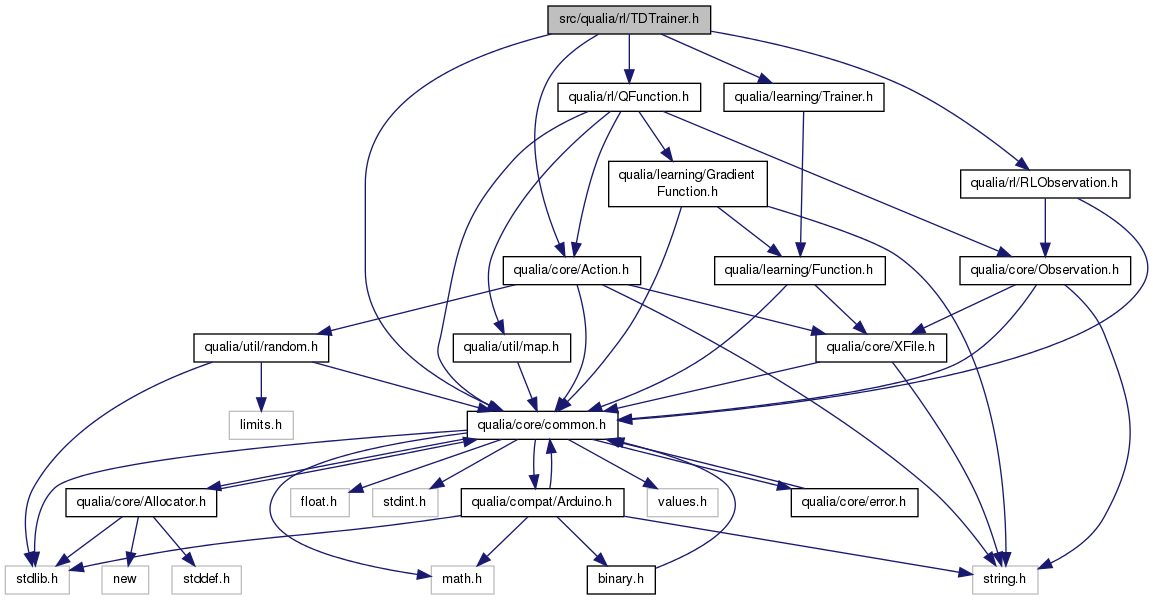 src/qualia/rl/TDTrainer.h
qualia/rl/QFunction.h
qualia/learning/Trainer.h
qualia/learning/Gradient
Function.h
qualia/rl/RLObservation.h
qualia/core/Action.h
qualia/learning/Function.h
qualia/core/Observation.h
qualia/util/random.h
qualia/util/map.h
qualia/core/XFile.h
limits.h
qualia/core/common.h
qualia/core/Allocator.h
float.h
stdint.h
qualia/compat/Arduino.h
values.h
qualia/core/error.h
stdlib.h
new
stddef.h
math.h
binary.h
string.h